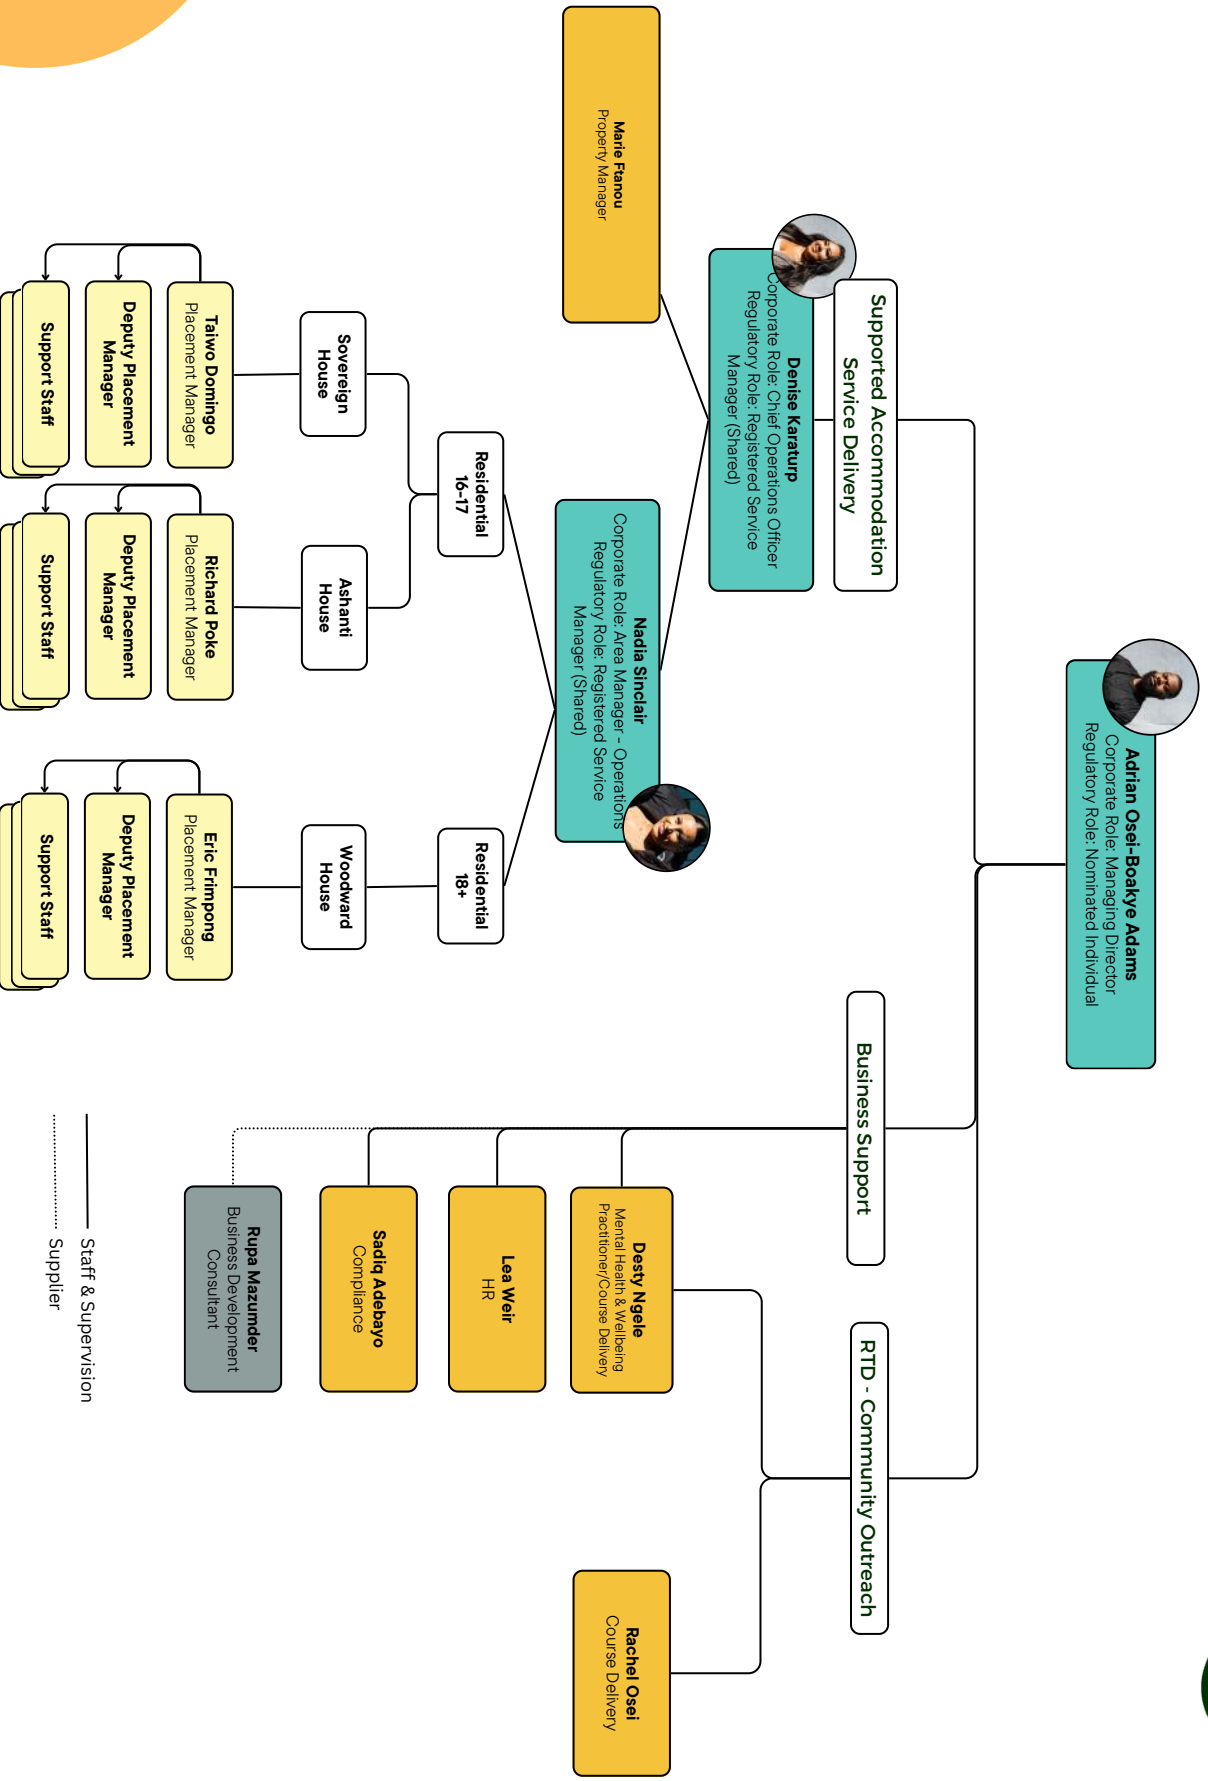 Adrian Osei-Boakye Adams
Corporate Role: Managing Director
Regulatory Role: Nominated Individual
Supported Accommodation
Service Delivery
Business Support
RTD - Community Outreach
Denise Karaturp
Corporate Role: Chief Operations Officer
Regulatory Role: Registered Service
Manager (Shared)
Marie Ftanou
Property Manager
Nadia Sinclair
Corporate Role: Area Manager - Operations
Regulatory Role: Registered Service
Manager (Shared)
Desty Ngele
Mental Health & Wellbeing
Practitioner/Course Delivery
Rachel Osei
Course Delivery
Lea Weir
HR
Sadiq Adebayo
Compliance
Rupa Mazumder
Business Development
Consultant
Residential
16-17
Residential
18+
Sovereign
House
Ashanti
House
Woodward
House
Taiwo Domingo
Placement Manager
Richard Poke
Placement Manager
Eric Frimpong
Placement Manager
Deputy Placement
Manager
Deputy Placement
Manager
Deputy Placement
Manager
Support Staff
Support Staff
Support Staff
Staff & Supervision
Supplier